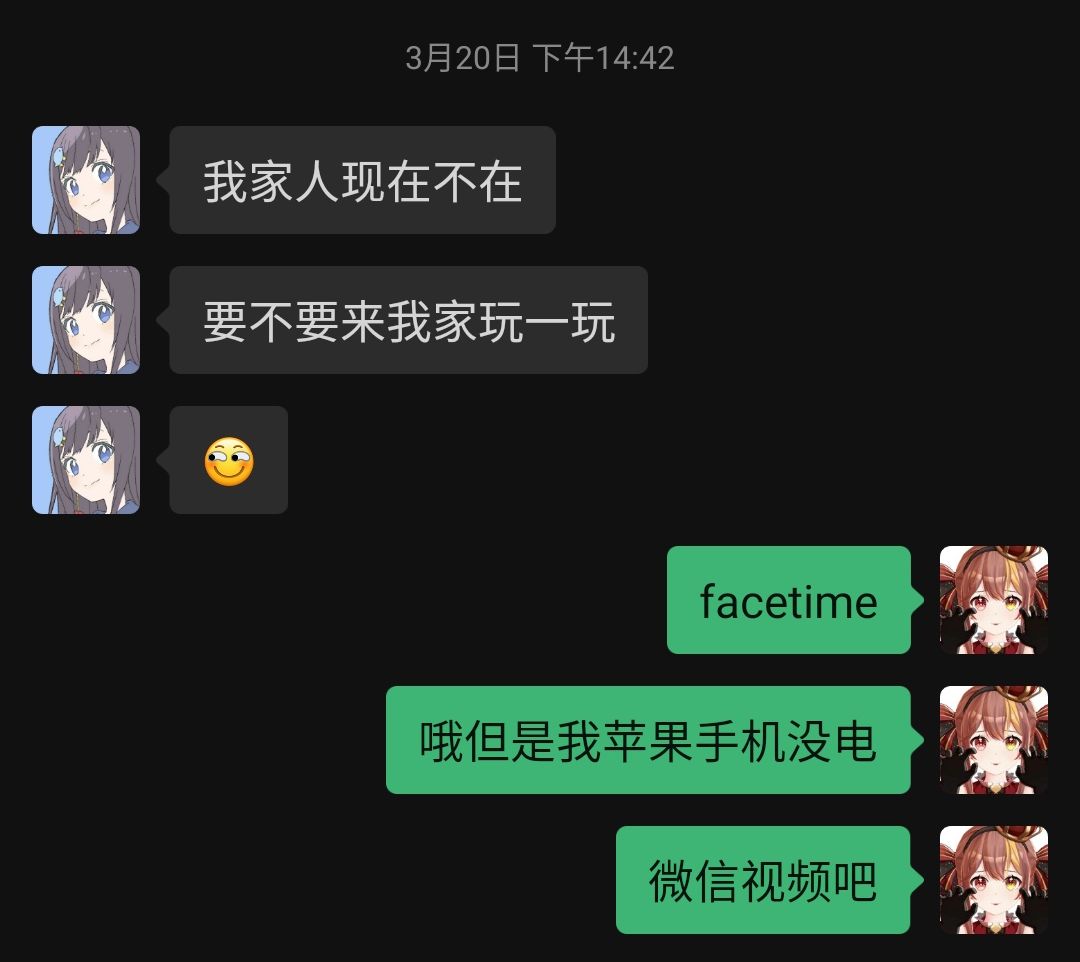 3月20日 下午14:42
我家人现在不在
要不要来我家玩一玩
facetime
哦但是我苹果手机没电
微信视频吧